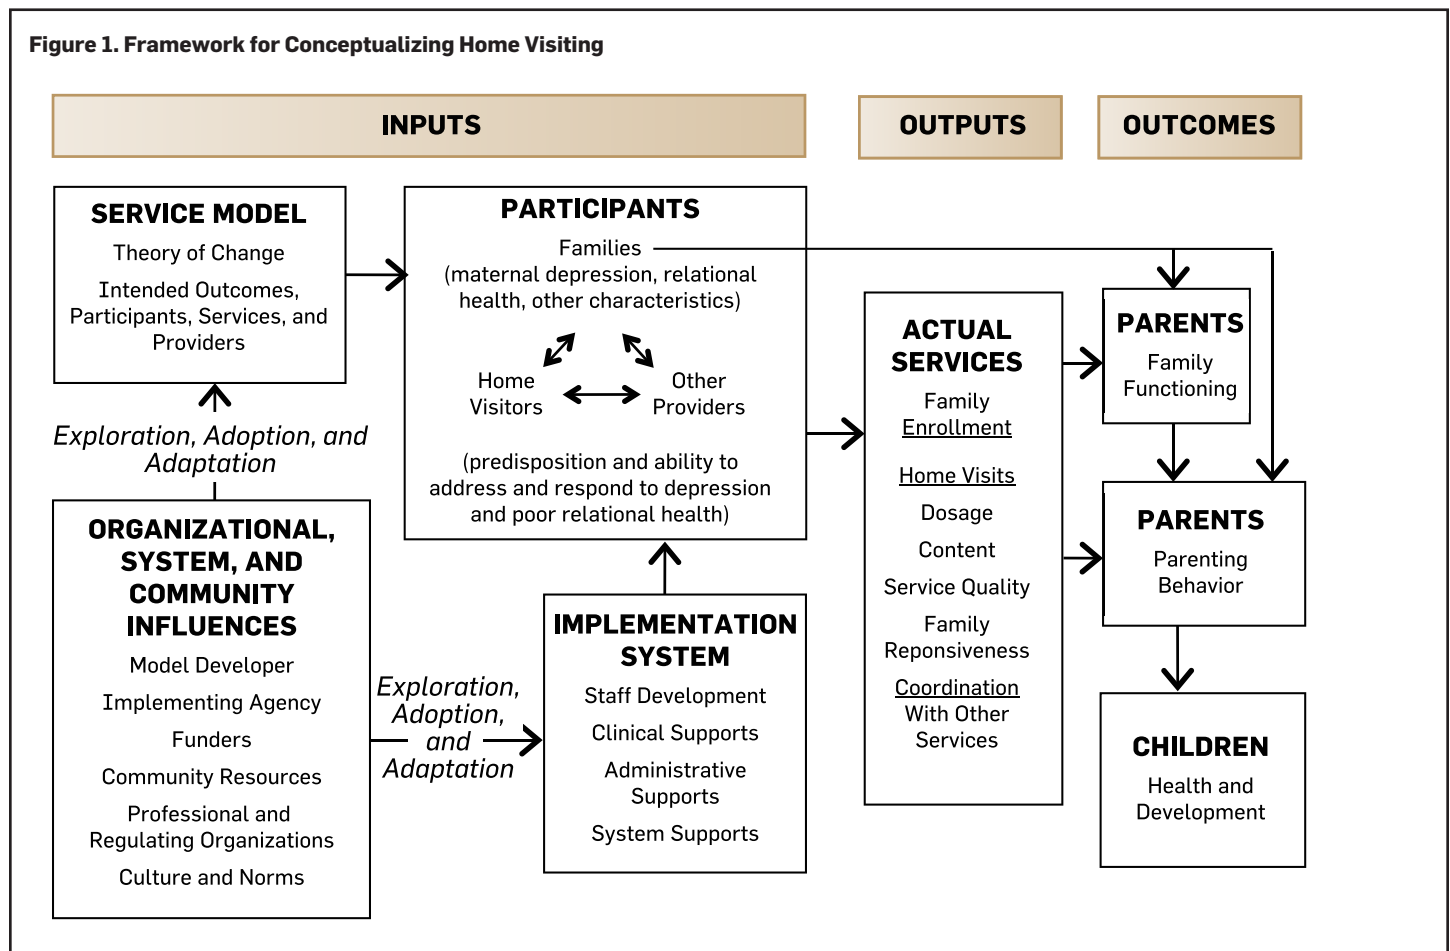 Figure 1. Framework for Conceptualizing Home Visiting
INPUTS
OUTPUTS
OUTCOMES
SERVICE MODEL
Theory of Change
Intended Outcomes,
Participants, Services, and
Providers
Exploration, Adoption, and
Adaptation
ORGANIZATIONAL,
SYSTEM, AND
COMMUNITY
INFLUENCES
Model Developer
Implementing Agency
Funders
Community Resources
Professional and
Regulating Organizations
Culture and Norms
Exploration,
Adoption,
and
Adaptation
PARTICIPANTS
Families
(maternal depression, relational
health, other characteristics)
Home
Visitors
Other
Providers
(predisposition and ability to
address and respond to depression
and poor relational health)
IMPLEMENTATION
SYSTEM
Staff Development
Clinical Supports
Administrative
Supports
System Supports
ACTUAL
SERVICES
Family
Enrollment
Home Visits
Dosage
Content
Service Quality
Family
Reponsiveness
Coordination
With Other
Services
PARENTS
Family
Functioning
PARENTS
Parenting
Behavior
CHILDREN
Health and
Development